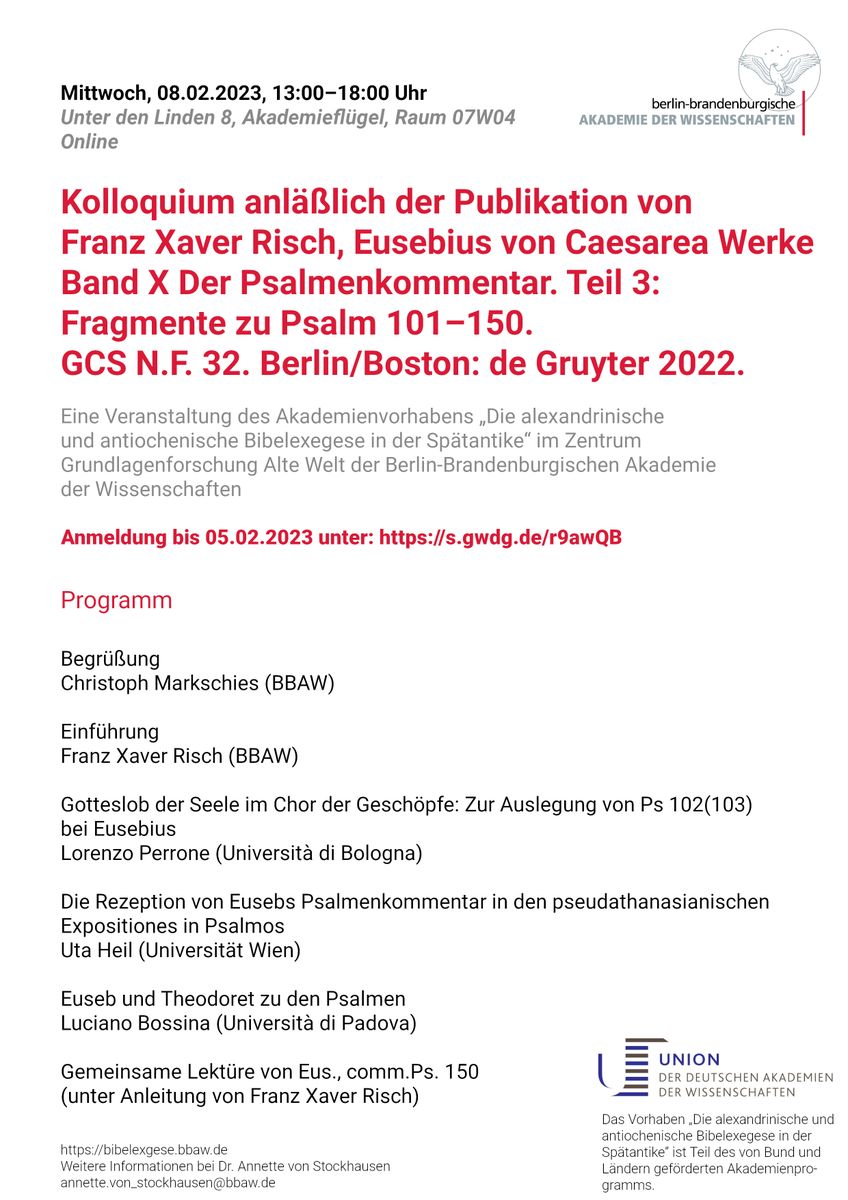 Mittwoch, 08.02.2023, 13:00–18:00 Uhr
Unter den Linden 8, Akademieflügel, Raum 07W04
Online
berlin-brandenburgische
AKADEMIE DER WISSENSCHAFTEN
Kolloquium anläßlich der Publikation von
Franz Xaver Risch, Eusebius von Caesarea Werke
Band X Der Psalmenkommentar. Teil 3:
Fragmente zu Psalm 101–150.
GCS N.F. 32. Berlin/Boston: de Gruyter 2022.
Eine Veranstaltung des Akademienvorhabens „Die alexandrinische
und antiochenische Bibelexegese in der Spätantike“ im Zentrum
Grundlagenforschung Alte Welt der Berlin-Brandenburgischen Akademie
der Wissenschaften
Anmeldung bis 05.02.2023 unter: https://s.gwdg.de/r9awQB
Programm
Begrüßung
Christoph Markschies (BBAW)
Einführung
Franz Xaver Risch (BBAW)
Gotteslob der Seele im Chor der Geschöpfe: Zur Auslegung von Ps 102(103)
bei Eusebius
Lorenzo Perrone (Università di Bologna)
Die Rezeption von Eusebs Psalmenkommentar in den pseudathanasianischen
Expositiones in Psalmos
Uta Heil (Universität Wien)
Euseb und Theodoret zu den Psalmen
Luciano Bossina (Università di Padova)
Gemeinsame Lektüre von Eus., comm.Ps. 150
(unter Anleitung von Franz Xaver Risch)
https://bibelexgese.bbaw.de
Weitere Informationen bei Dr. Annette von Stockhausen
annette.von_stockhausen@bbaw.de
UNION
DER DEUTSCHEN AKADEMIEN
DER WISSENSCHAFTEN
Das Vorhaben „Die alexandrinische und
antiochenische Bibelexegese in der
Spätantike“ ist Teil des von Bund und
Ländern geförderten Akademienpro-
gramms.